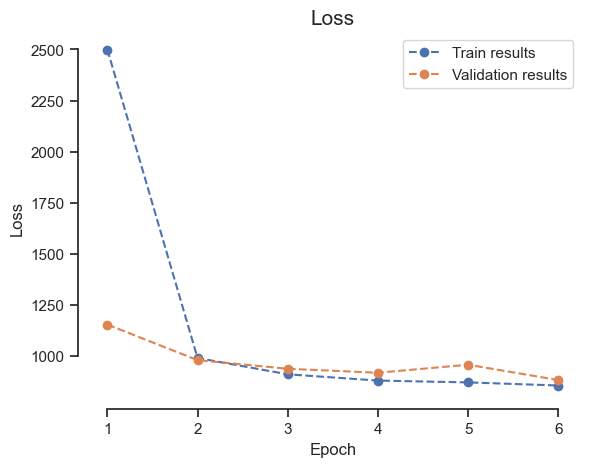 Loss
Train results
Validation results
2500
2250
2000
1750
1500
1250
1000
Loss
1 2 3 4 5 6
Epoch